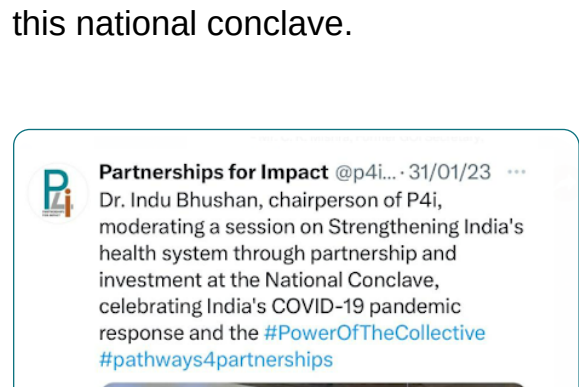 this national conclave.
P4i
Partnerships for Impact @p4i... · 31/01/23 ...
Dr. Indu Bhushan, chairperson of P4i,
moderating a session on Strengthening India's
health system through partnership and
investment at the National Conclave,
celebrating India's COVID-19 pandemic
response and the #PowerOfTheCollective
#pathways4partnerships